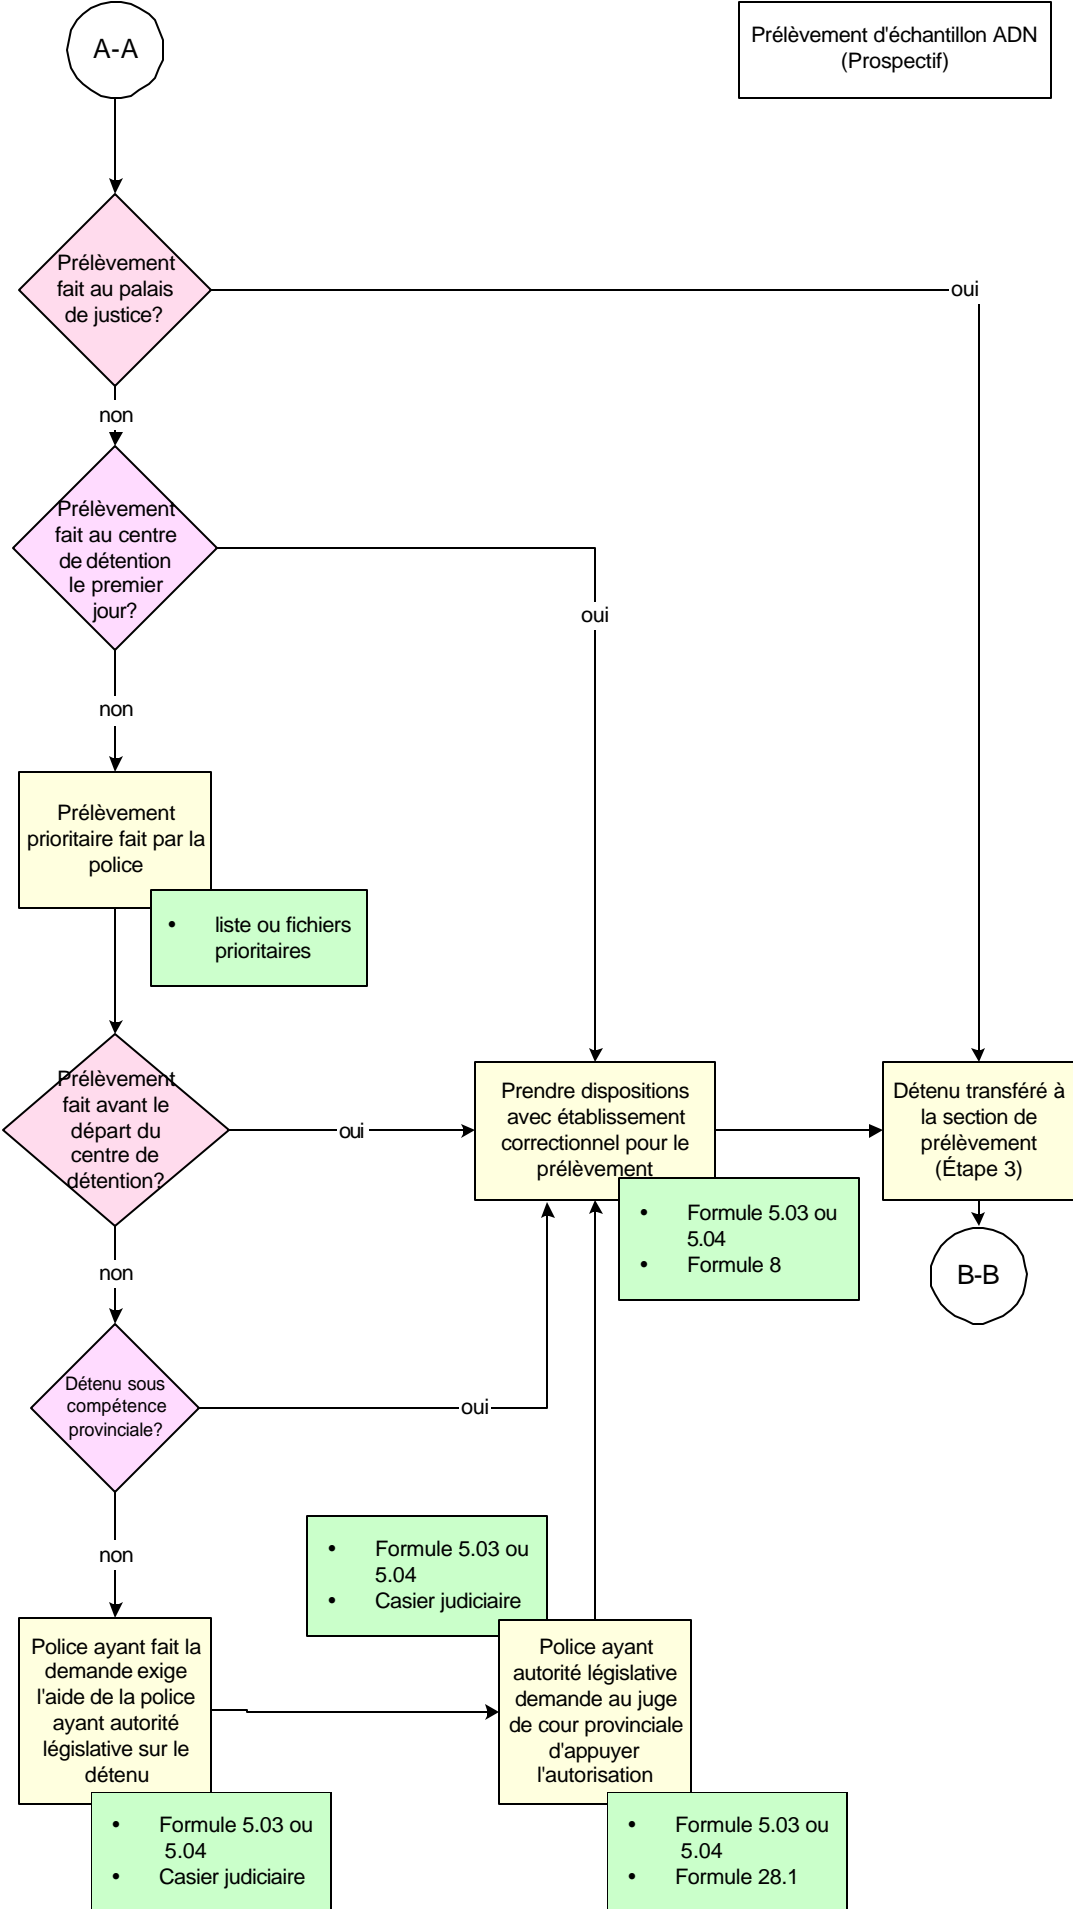 A-A
Prélèvement d'échantillon ADN
(Prospectif)
Prélèvement
fait au palais
de justice?
oui
non
Prélèvement
fait au centre
de détention
le premier
jour?
oui
non
Prélèvement
prioritaire fait par la
police
• liste ou fichiers
prioritaires
Prélèvement
fait avant le
départ du
centre de
détention?
oui
Prendre dispositions
avec établissement
correctionnel pour le
prélèvement
Détenu transféré à
la section de
prélèvement
(Étape 3)
• Formule 5.03 ou
5.04
• Formule 8
B-B
non
Détenu sous
compétence
provinciale?
oui
non
• Formule 5.03 ou
5.04
• Casier judiciaire
Police ayant fait la
demande exige
l'aide de la police
ayant autorité
législative sur le
détenu
Police ayant
autorité législative
demande au juge
de cour provinciale
d'appuyer
l'autorisation
• Formule 5.03 ou
5.04
• Casier judiciaire
• Formule 5.03 ou
5.04
• Formule 28.1